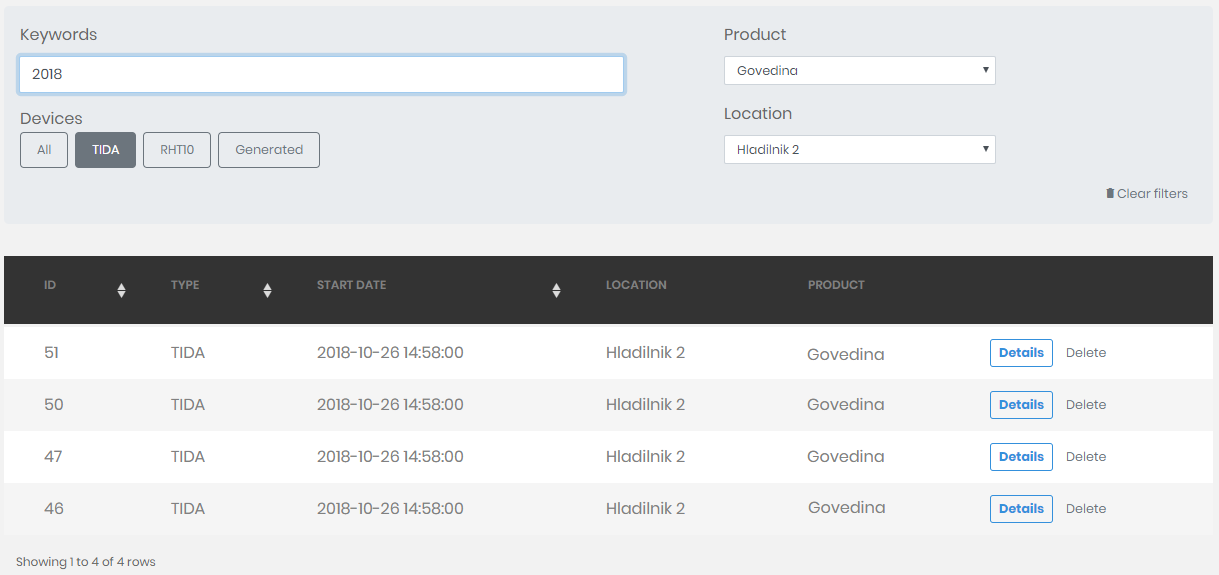 Keywords
2018
Devices
All TIDA RHT10 Generated
Product
Govedina
Location
Hladilnik 2
Clear filters
ID TYPE START DATE LOCATION PRODUCT
51 TIDA 2018-10-26 14:58:00 Hladilnik 2 Govedina Details Delete
50 TIDA 2018-10-26 14:58:00 Hladilnik 2 Govedina Details Delete
47 TIDA 2018-10-26 14:58:00 Hladilnik 2 Govedina Details Delete
46 TIDA 2018-10-26 14:58:00 Hladilnik 2 Govedina Details Delete
Showing 1 to 4 of 4 rows